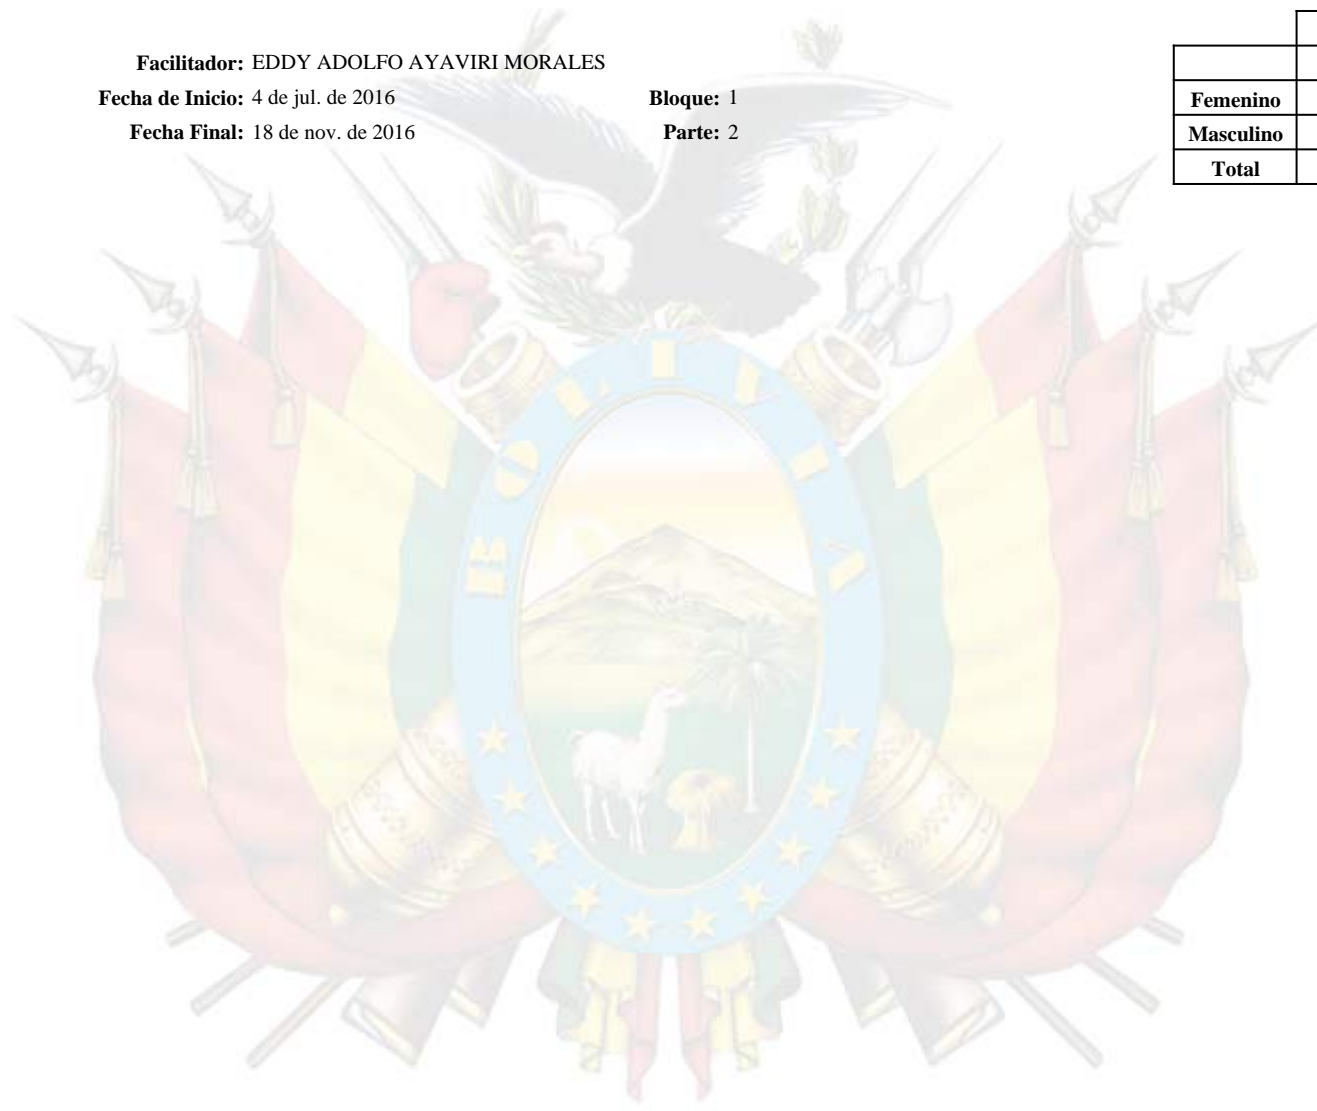 Facilitador: EDDY ADOLFO AYAVIRI MORALES
Fecha de Inicio: 4 de jul. de 2016 Bloque: 1
Fecha Final: 18 de nov. de 2016 Parte: 2
Femenino
Masculino
Total
BOLIVIA